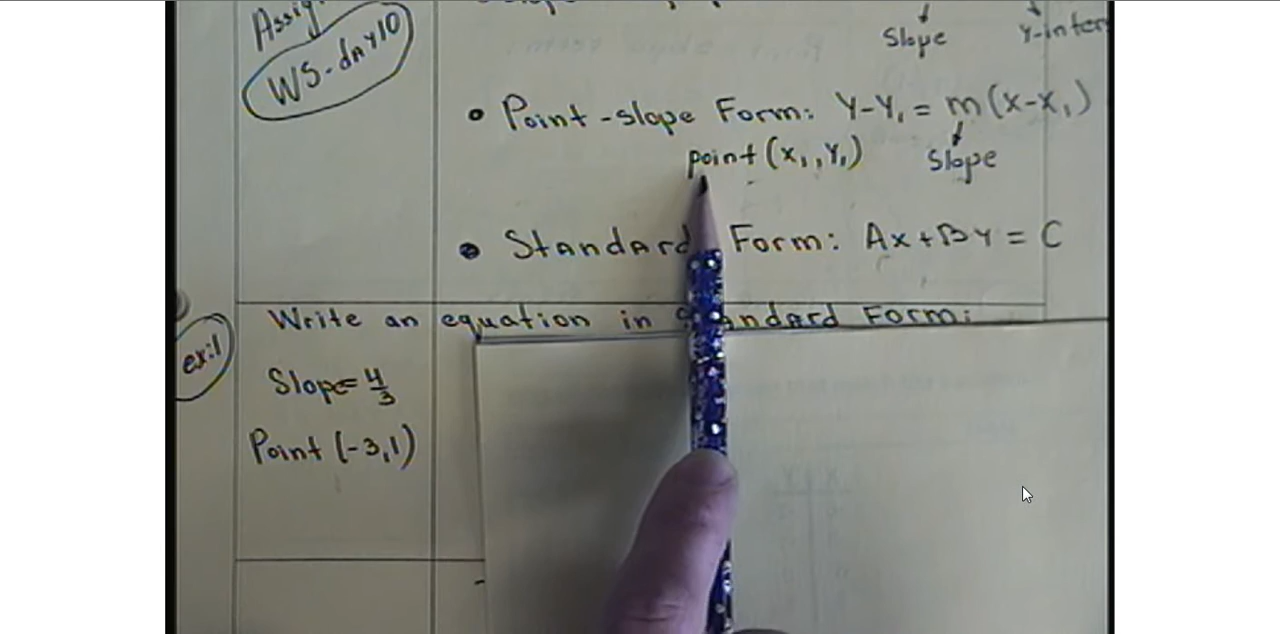 Assig
WS-day10
Slope
Y-inter
• Point-slope Form: Y-Y₁ = m(X-X₁)
point (X₁,Y₁)
Slope
• Standard Form: Ax+By = C
Write an equation in Standard Form:
ex:1
Slope=4/3
Point (-3,1)